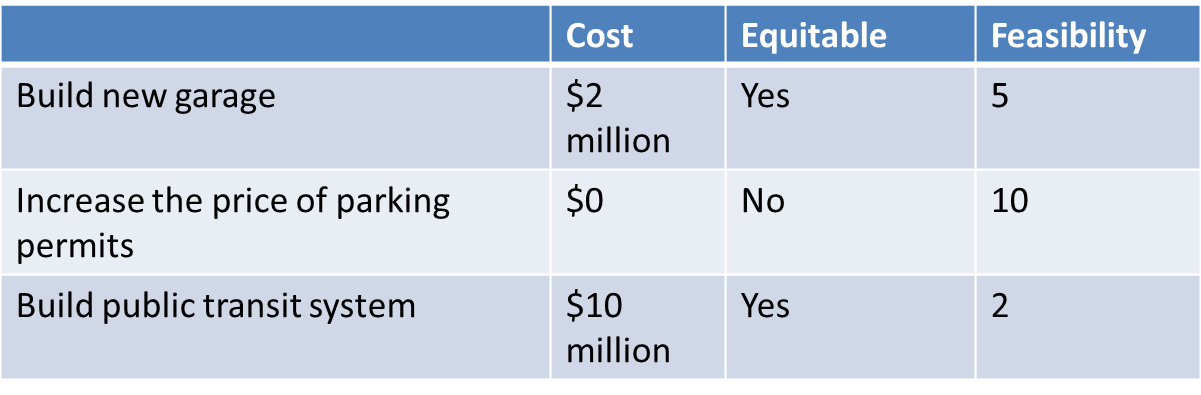 Cost Equitable Feasibility
Build new garage $2 Yes 5
million
Increase the price of parking $0 No 10
permits
Build public transit system $10 Yes 2
million